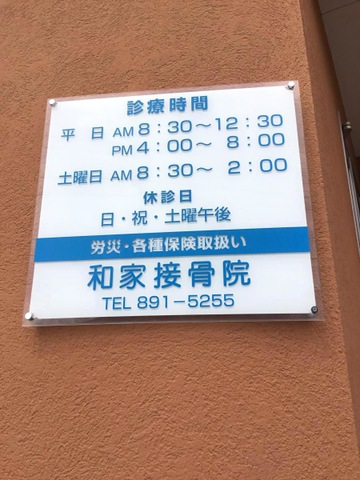 診療時間
平 日 AM 8：30～12：30
PM 4：00～ 8：00
土曜日 AM 8：30～ 2：00
休診日
日・祝・土曜午後
労災・各種保険取扱い
和家接骨院
TEL 891－5255